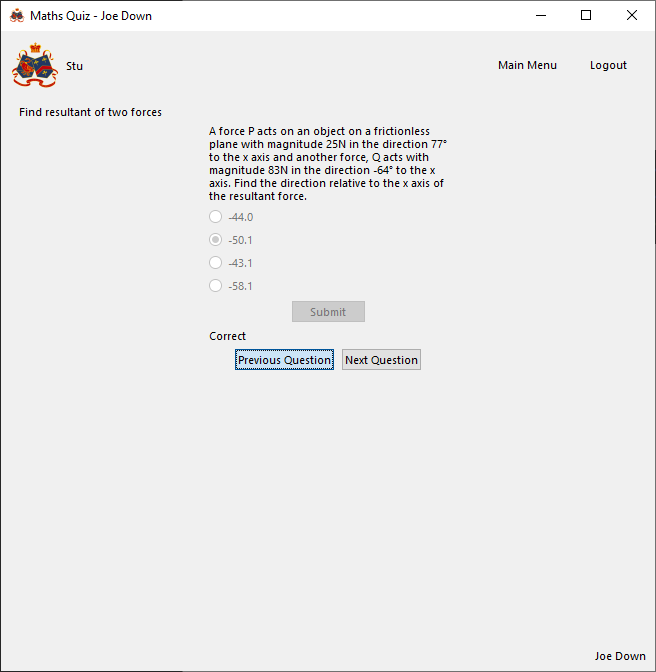 Maths Quiz - Joe Down
Stu
Main Menu
Logout
Find resultant of two forces
A force P acts on an object on a frictionless
plane with magnitude 25N in the direction 77°
to the x axis and another force, Q acts with
magnitude 83N in the direction -64° to the x
axis. Find the direction relative to the x axis of
the resultant force.
-44.0
-50.1
-43.1
-58.1
Submit
Correct
Previous Question
Next Question
Joe Down